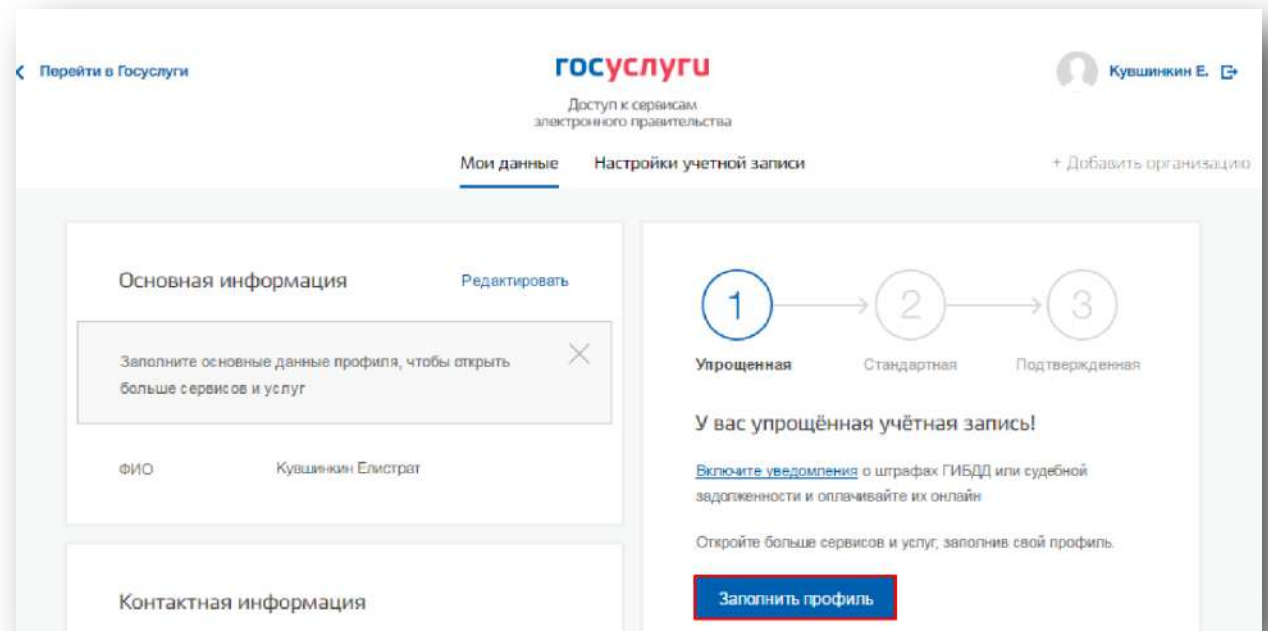 Перейти в Госуслуги
госуслуги
Кувшинкин Е.
Доступ к сервисам
электронного правительства
Мои данные
Настройки учетной записи
+ Добавить организацию
Основная информация
Редактировать
Заполните основные данные профиля, чтобы открыть
больше сервисов и услуг
ФИО
Кувшинкин Елистрат
Контактная информация
1
2
3
Упрощенная
Стандартная
Подтвержденная
У вас упрощённая учётная запись!
Включите уведомления о штрафах ГИБДД или судебной
задолженности и оплачивайте их онлайн
Откройте больше сервисов и услуг, заполнив свой профиль.
Заполнить профиль